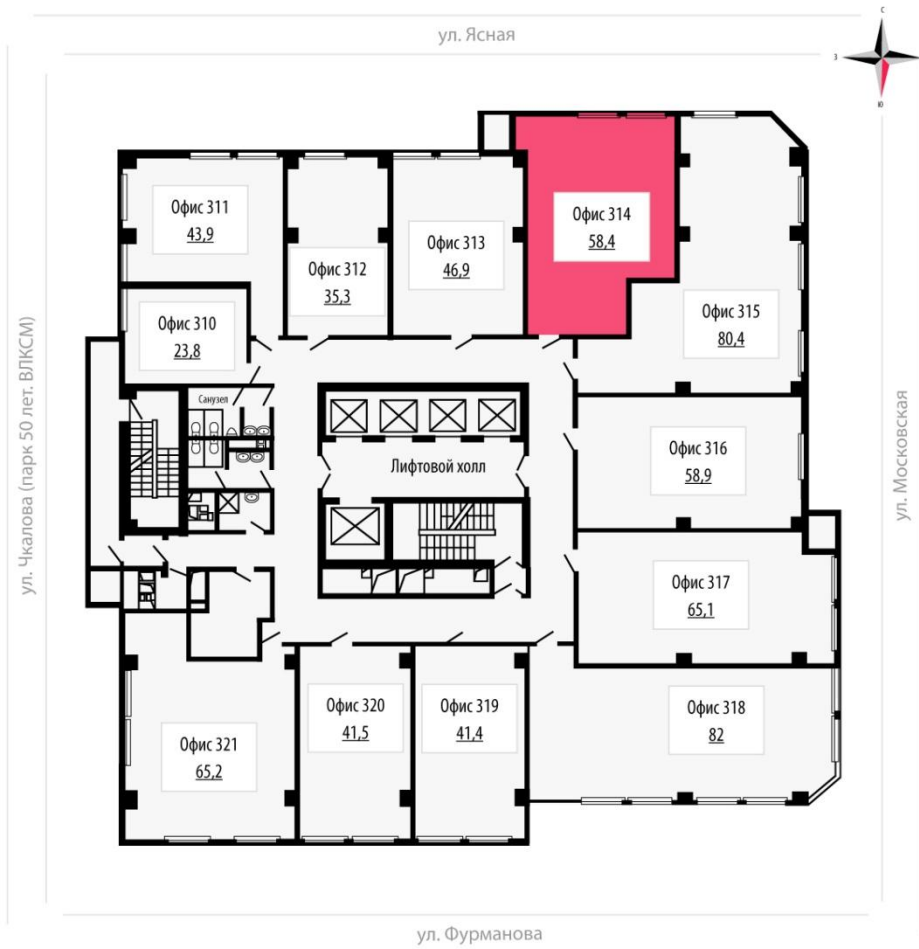 ул. Ясная
С
З
Ю
Офис 311
43,9
Офис 312
35,3
Офис 313
46,9
Офис 314
58,4
Офис 310
23,8
Офис 315
80,4
Санузел
Лифтовой холл
Офис 316
58,9
Офис 317
65,1
Офис 318
82
Офис 319
41,4
Офис 320
41,5
Офис 321
65,2
ул. Чкалова (парк 50 лет. ВЛКСМ)
ул. Московская
ул. Фурманова